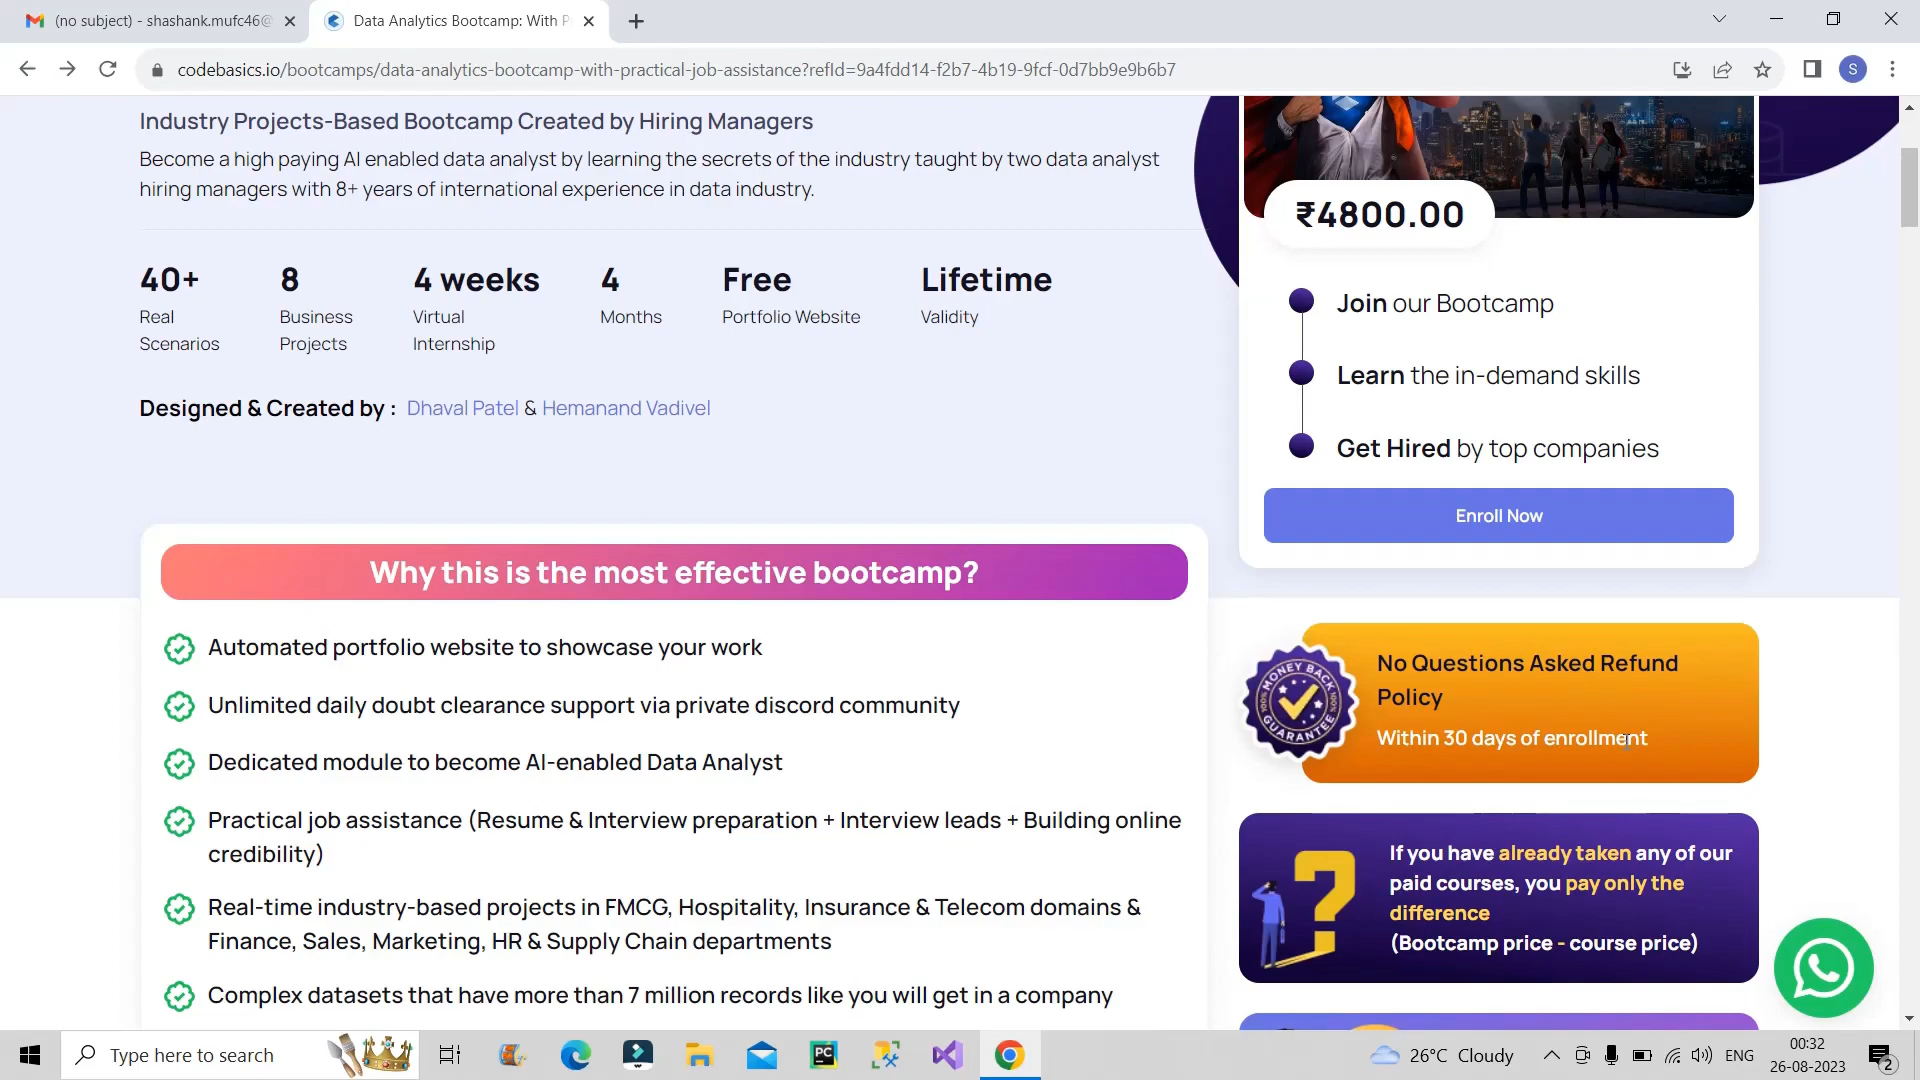 (no subject) - shashank.mufc46@
Data Analytics Bootcamp: With P
codebasics.io/bootcamps/data-analytics-bootcamp-with-practical-job-assistance?refId=9a4fdd14-f2b7-4b19-9fcf-0d7bb9e9b6b7
S
Industry Projects-Based Bootcamp Created by Hiring Managers
Become a high paying AI enabled data analyst by learning the secrets of the industry taught by two data analyst
hiring managers with 8+ years of international experience in data industry.
40+
Real
Scenarios
8
Business
Projects
4 weeks
Virtual
Internship
4
Months
Free
Portfolio Website
Lifetime
Validity
Designed & Created by : Dhaval Patel & Hemanand Vadivel
₹4800.00
Join our Bootcamp
Learn the in-demand skills
Get Hired by top companies
Enroll Now
Why this is the most effective bootcamp?
Automated portfolio website to showcase your work
Unlimited daily doubt clearance support via private discord community
Dedicated module to become AI-enabled Data Analyst
Practical job assistance (Resume & Interview preparation + Interview leads + Building online
credibility)
Real-time industry-based projects in FMCG, Hospitality, Insurance & Telecom domains &
Finance, Sales, Marketing, HR & Supply Chain departments
Complex datasets that have more than 7 million records like you will get in a company
MONEY BACK
100%
100%
GUARANTEE
No Questions Asked Refund
Policy
Within 30 days of enrollment
If you have already taken any of our
paid courses, you pay only the
difference
(Bootcamp price - course price)
Type here to search
PC
26°C Cloudy
ENG
00:32
26-08-2023
2